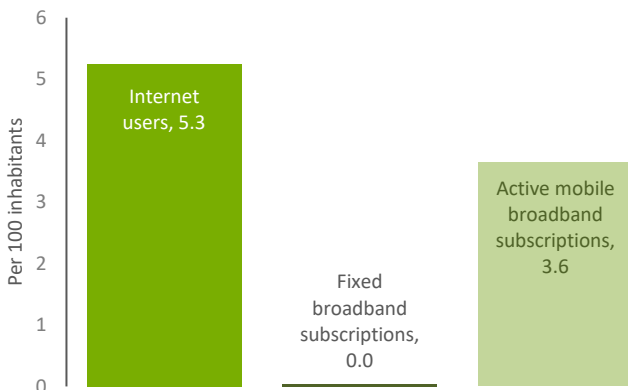 6
5
4
3
2
1
0
Per 100 inhabitants
Internet
users, 5.3
Fixed
broadband
subscriptions,
0.0
Active mobile
broadband
subscriptions,
3.6